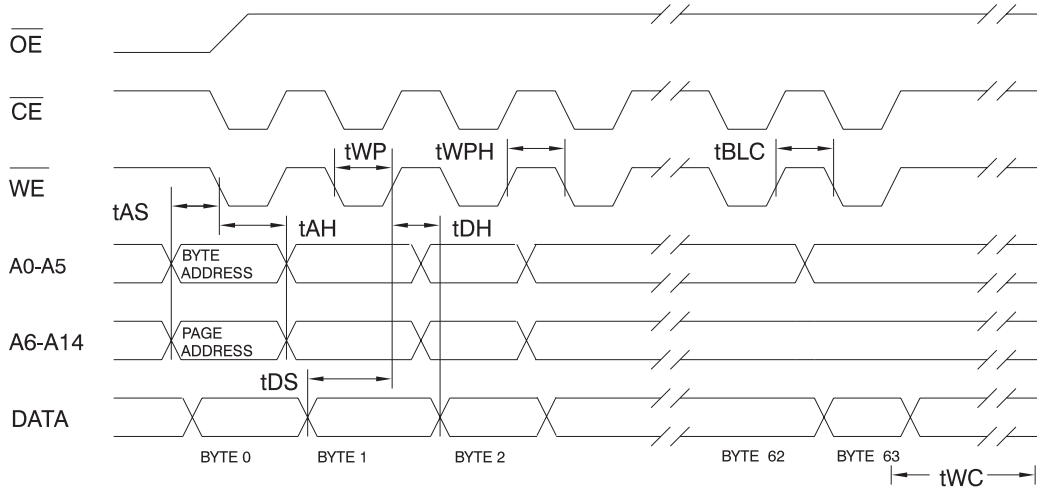 OE
CE
tWP
tWPH
tBLC
WE
tAS
tAH
tDH
A0-A5
BYTE
ADDRESS
A6-A14
PAGE
ADDRESS
tDS
DATA
BYTE 0
BYTE 1
BYTE 2
BYTE 62
BYTE 63
tWC